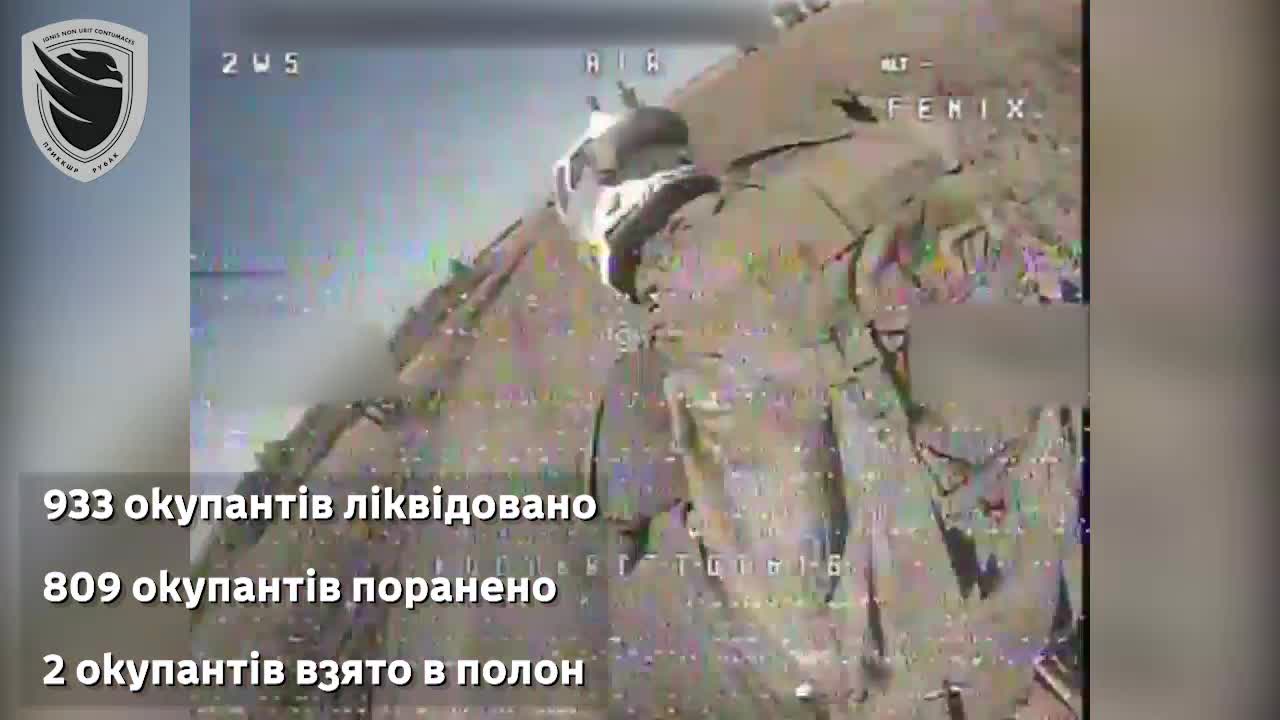 IGNIS NON URIT CONTUMACES
ПРИККШР РУБАК
2W5 AIR ALT -
FENIX.
933 окупантів ліквідовано
809 окупантів поранено
2 окупантів взято в полон